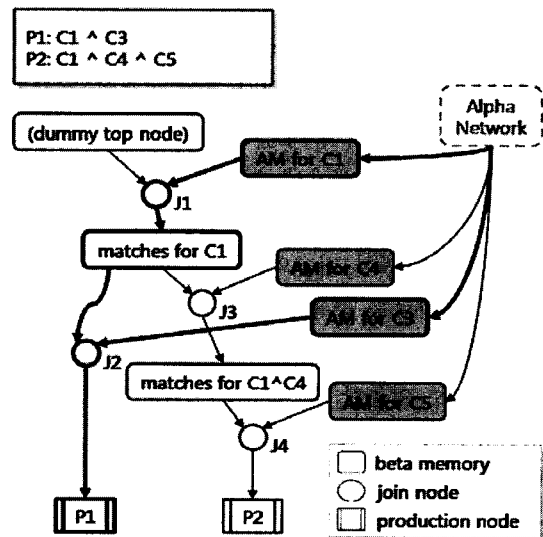 P1: C1 ^ C3
P2: C1 ^ C4 ^ C5
Alpha
Network
(dummy top node)
AM for C1
J1
matches for C1
AM for C4
J3
AM for C3
J2
matches for C1^C4
AM for C5
J4
beta memory
join node
production node
P1
P2